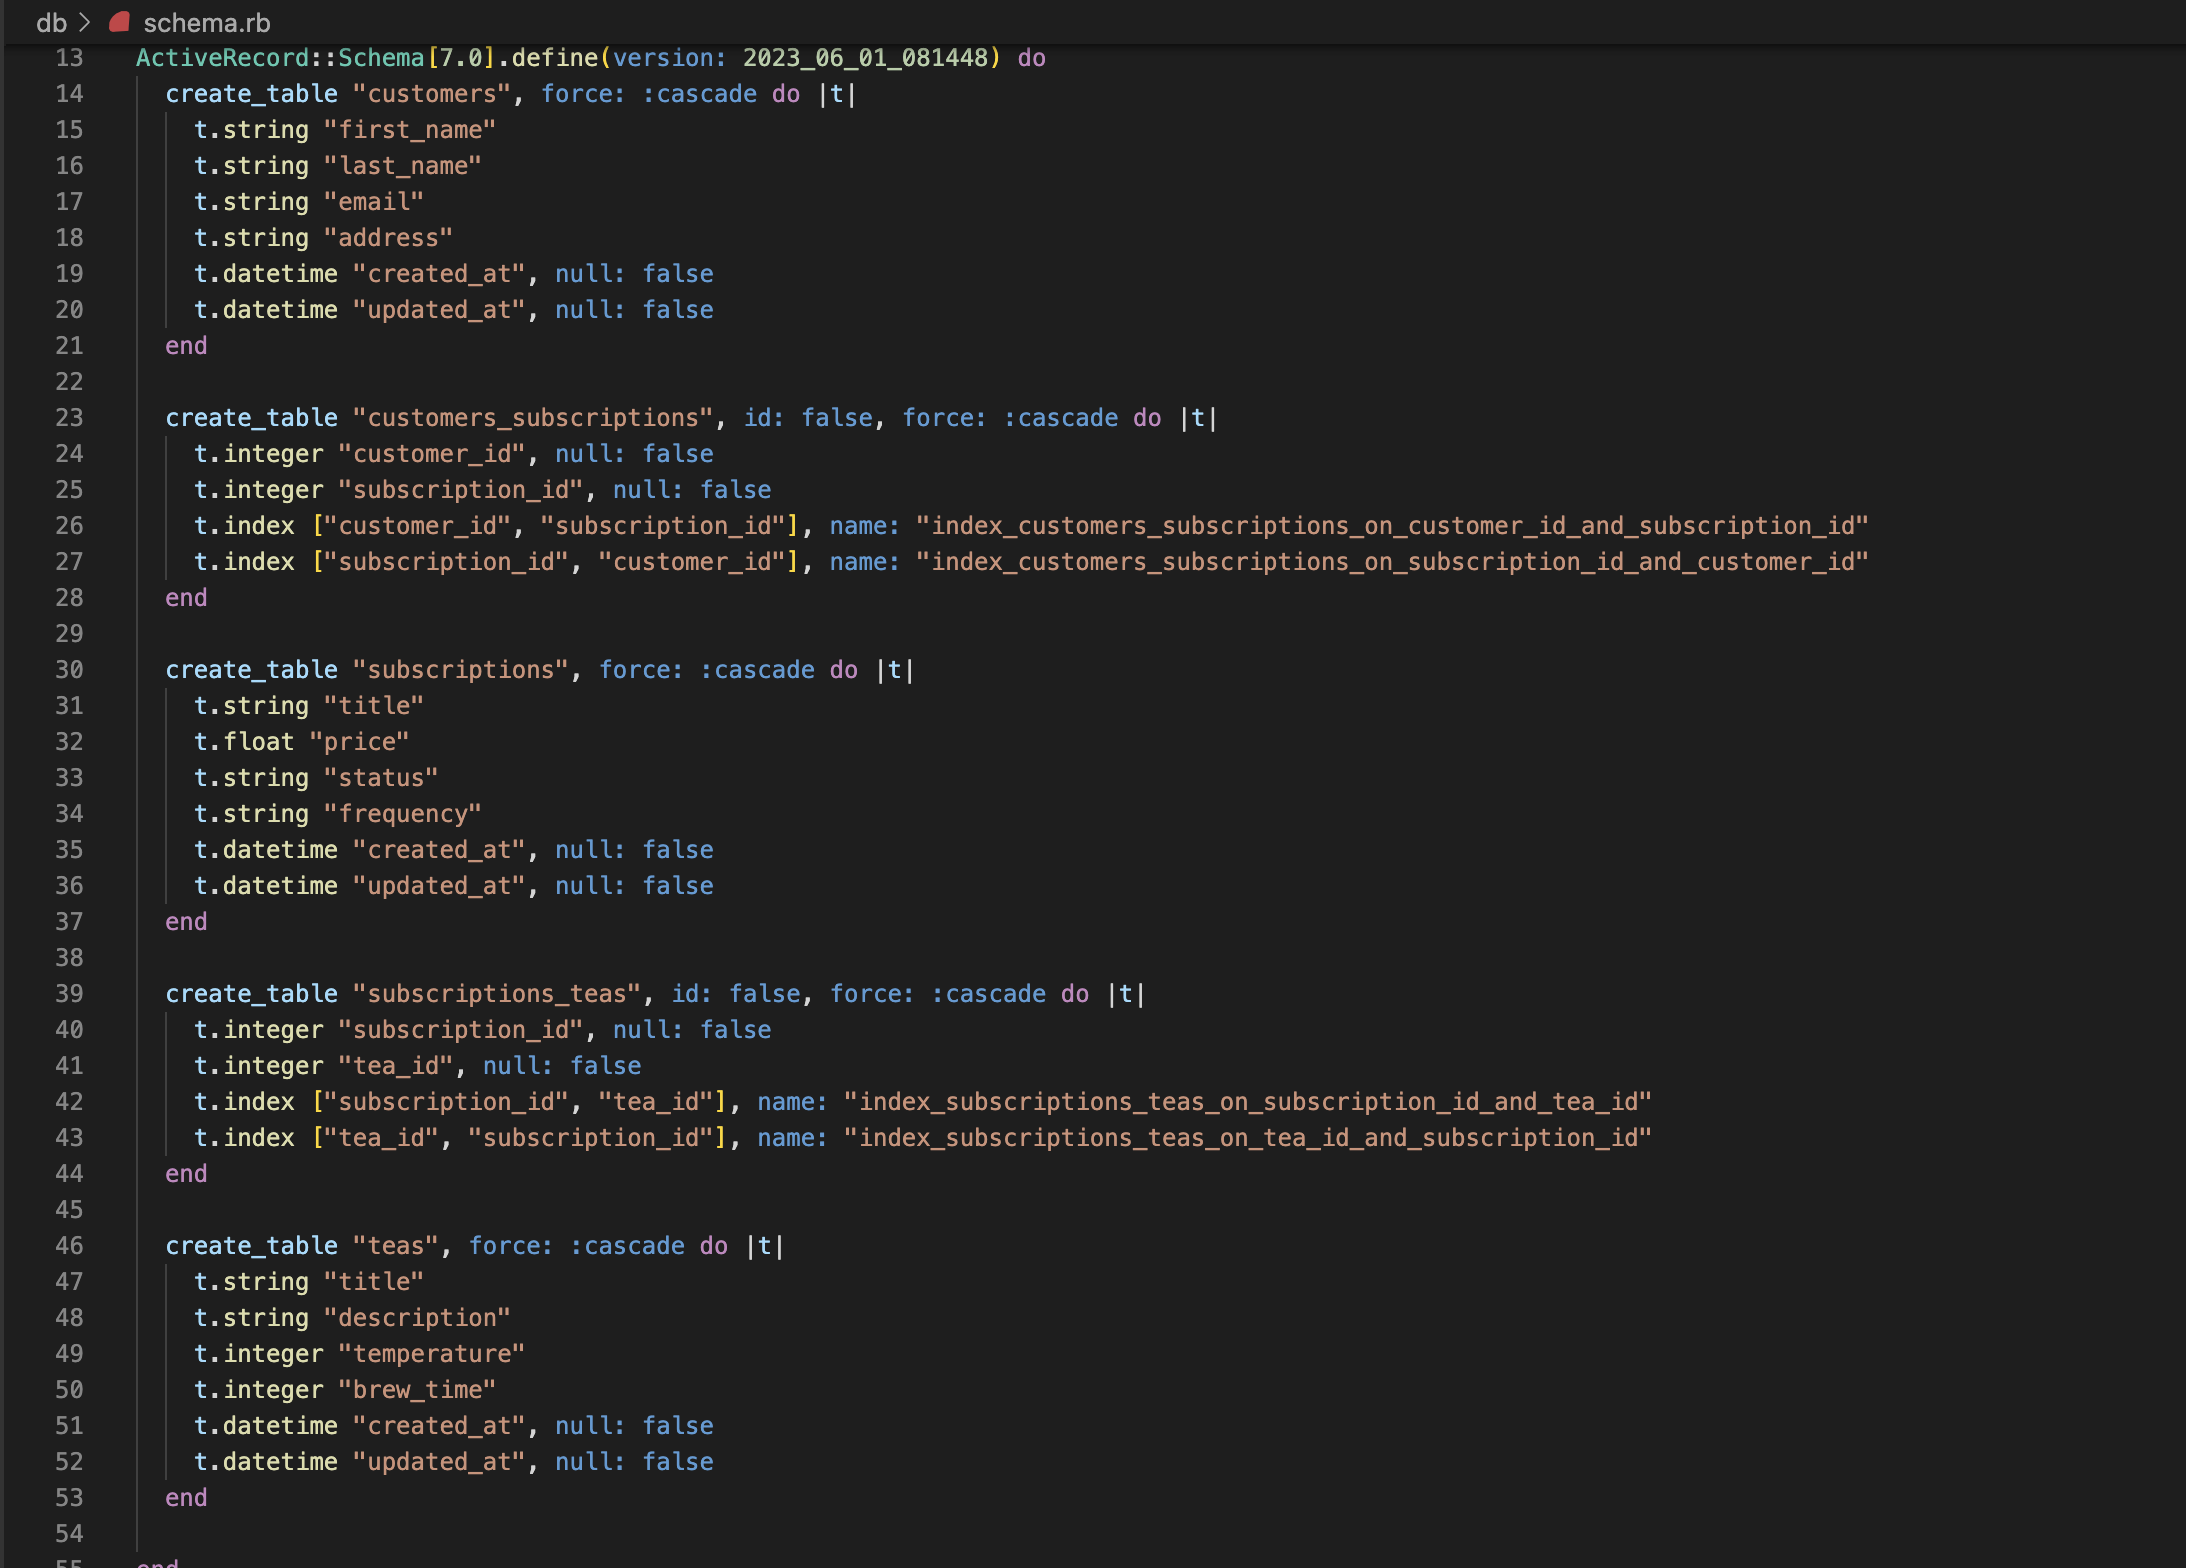 db > schema.rb
13 ActiveRecord::Schema[7.0].define(version: 2023_06_01_081448) do
14   create_table "customers", force: :cascade do |t|
15     t.string "first_name"
16     t.string "last_name"
17     t.string "email"
18     t.string "address"
19     t.datetime "created_at", null: false
20     t.datetime "updated_at", null: false
21   end
22
23   create_table "customers_subscriptions", id: false, force: :cascade do |t|
24     t.integer "customer_id", null: false
25     t.integer "subscription_id", null: false
26     t.index ["customer_id", "subscription_id"], name: "index_customers_subscriptions_on_customer_id_and_subscription_id"
27     t.index ["subscription_id", "customer_id"], name: "index_customers_subscriptions_on_subscription_id_and_customer_id"
28   end
29
30   create_table "subscriptions", force: :cascade do |t|
31     t.string "title"
32     t.float "price"
33     t.string "status"
34     t.string "frequency"
35     t.datetime "created_at", null: false
36     t.datetime "updated_at", null: false
37   end
38
39   create_table "subscriptions_teas", id: false, force: :cascade do |t|
40     t.integer "subscription_id", null: false
41     t.integer "tea_id", null: false
42     t.index ["subscription_id", "tea_id"], name: "index_subscriptions_teas_on_subscription_id_and_tea_id"
43     t.index ["tea_id", "subscription_id"], name: "index_subscriptions_teas_on_tea_id_and_subscription_id"
44   end
45
46   create_table "teas", force: :cascade do |t|
47     t.string "title"
48     t.string "description"
49     t.integer "temperature"
50     t.integer "brew_time"
51     t.datetime "created_at", null: false
52     t.datetime "updated_at", null: false
53   end
54
55 end